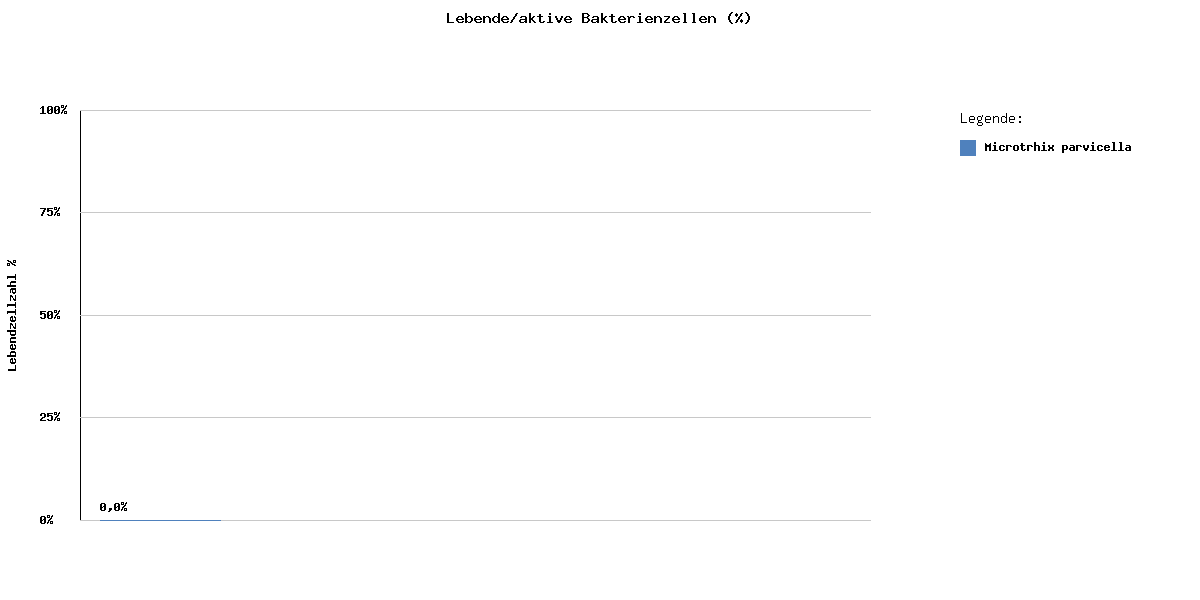 Lebende/aktive Bakterienzellen (%)
100%
75%
50%
25%
0%
Lebendzellzahl %
0,0%
Legende:
Microtrhix parvicella